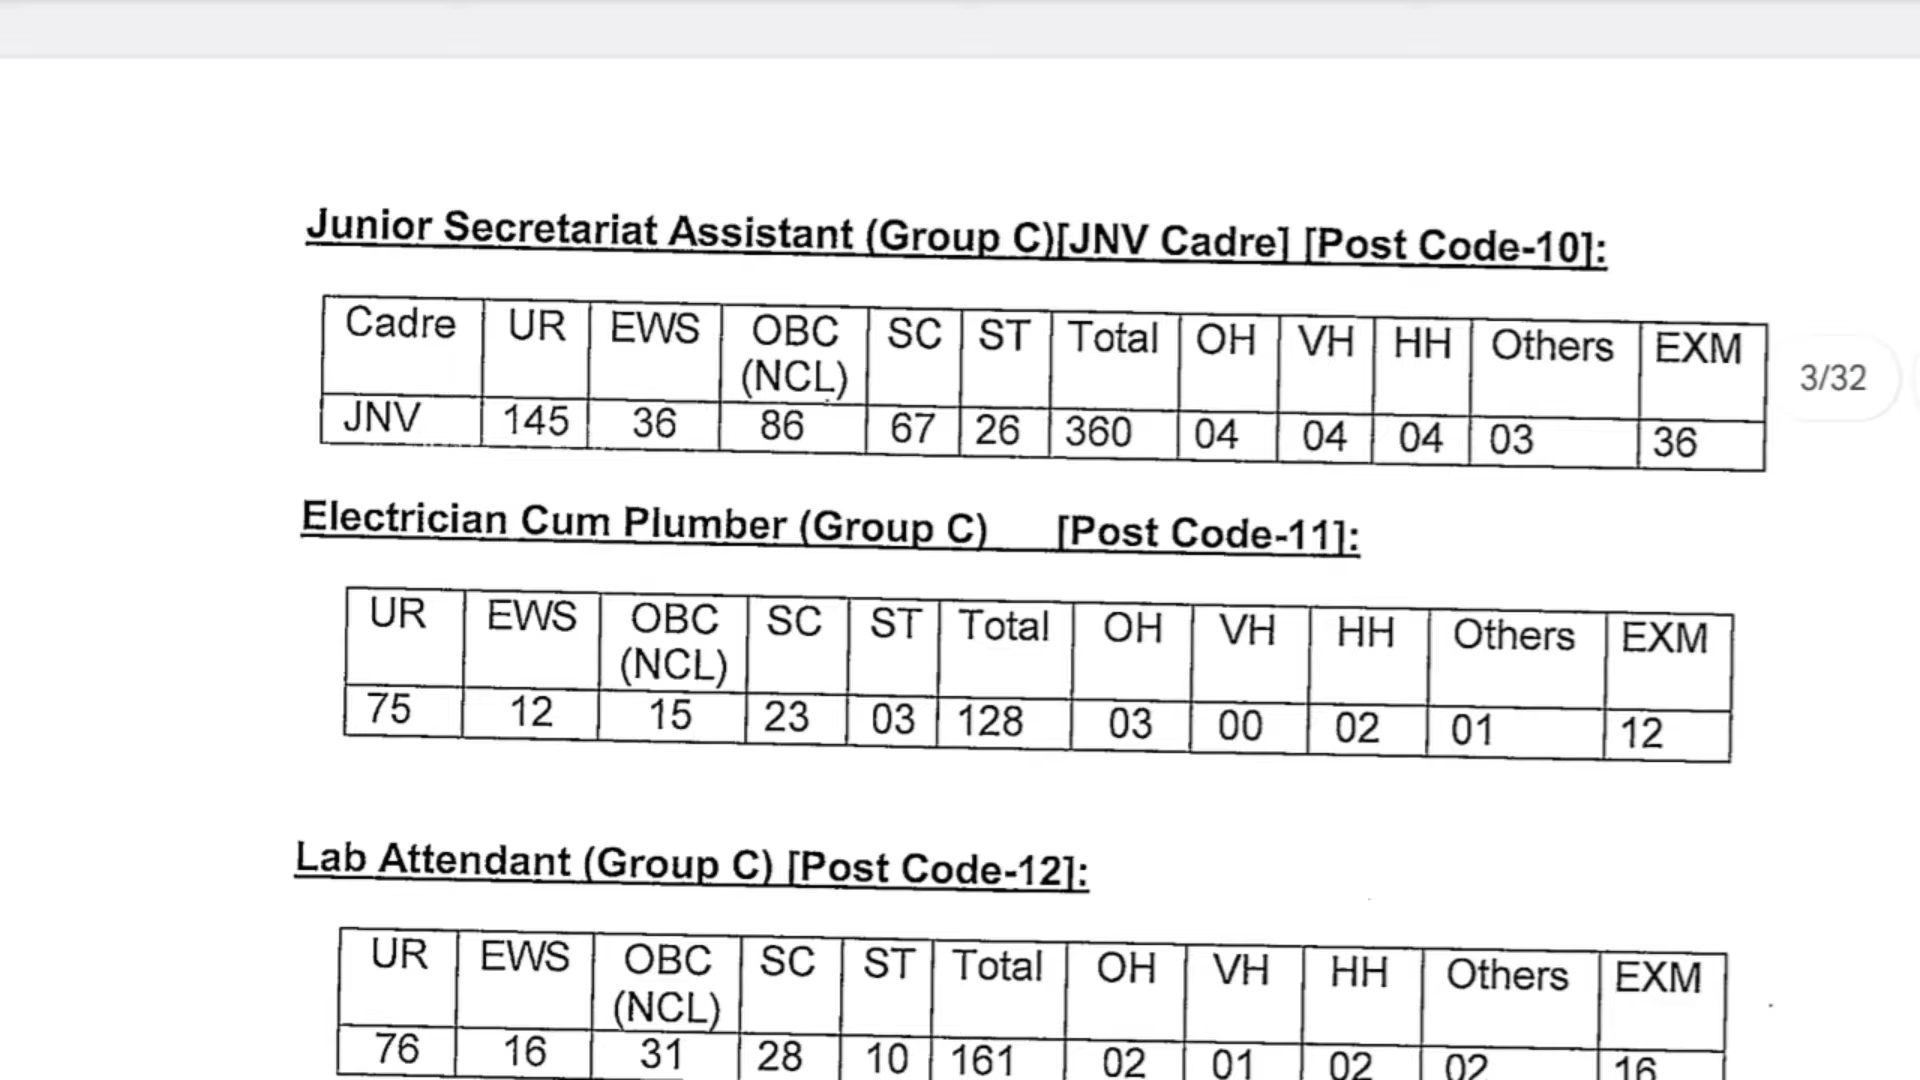 Junior Secretariat Assistant (Group C)[JNV Cadre] [Post Code-10]:
Cadre UR EWS OBC (NCL) SC ST Total OH VH HH Others EXM
JNV 145 36 86 67 26 360 04 04 04 03 36
3/32
Electrician Cum Plumber (Group C) [Post Code-11]:
UR EWS OBC (NCL) SC ST Total OH VH HH Others EXM
75 12 15 23 03 128 03 00 02 01 12
Lab Attendant (Group C) [Post Code-12]:
UR EWS OBC (NCL) SC ST Total OH VH HH Others EXM
76 16 31 28 10 161 02 01 02 02 16